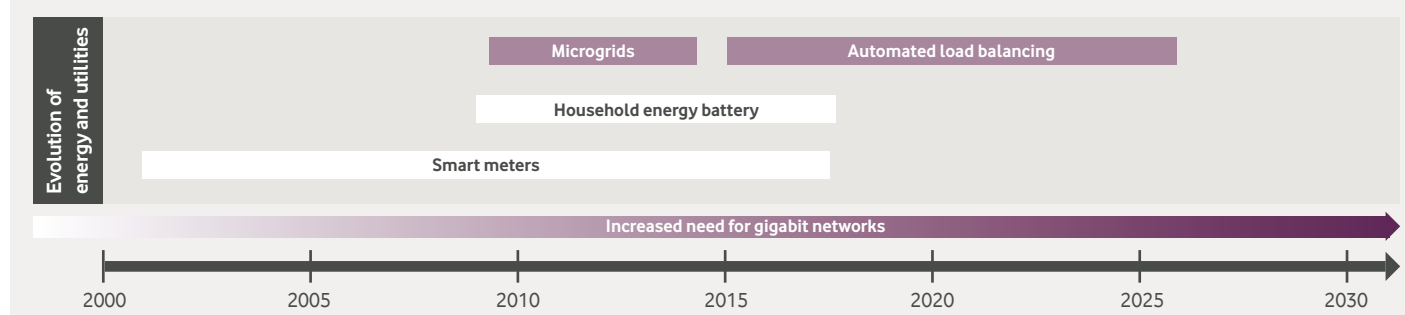 Evolution of
energy and utilities
Microgrids
Automated load balancing
Household energy battery
Smart meters
Increased need for gigabit networks
2000
2005
2010
2015
2020
2025
2030